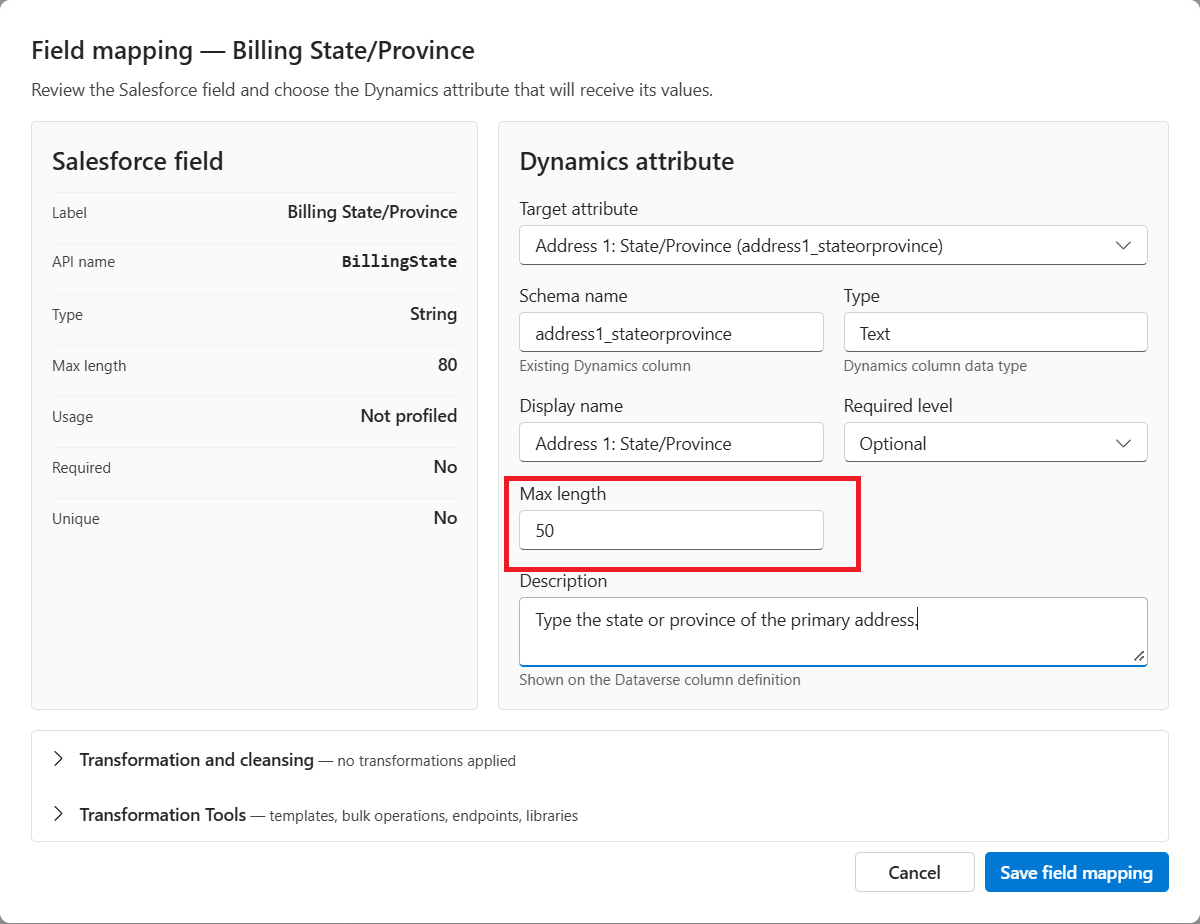 Field mapping — Billing State/Province
Review the Salesforce field and choose the Dynamics attribute that will receive its values.
Salesforce field
Label Billing State/Province
API name BillingState
Type String
Max length 80
Usage Not profiled
Required No
Unique No
Dynamics attribute
Target attribute
Address 1: State/Province (address1_stateorprovince)
Schema name Type
address1_stateorprovince Text
Existing Dynamics column Dynamics column data type
Display name Required level
Address 1: State/Province Optional
Max length
50
Description
Type the state or province of the primary address.
Shown on the Dataverse column definition
Transformation and cleansing — no transformations applied
Transformation Tools — templates, bulk operations, endpoints, libraries
Cancel Save field mapping